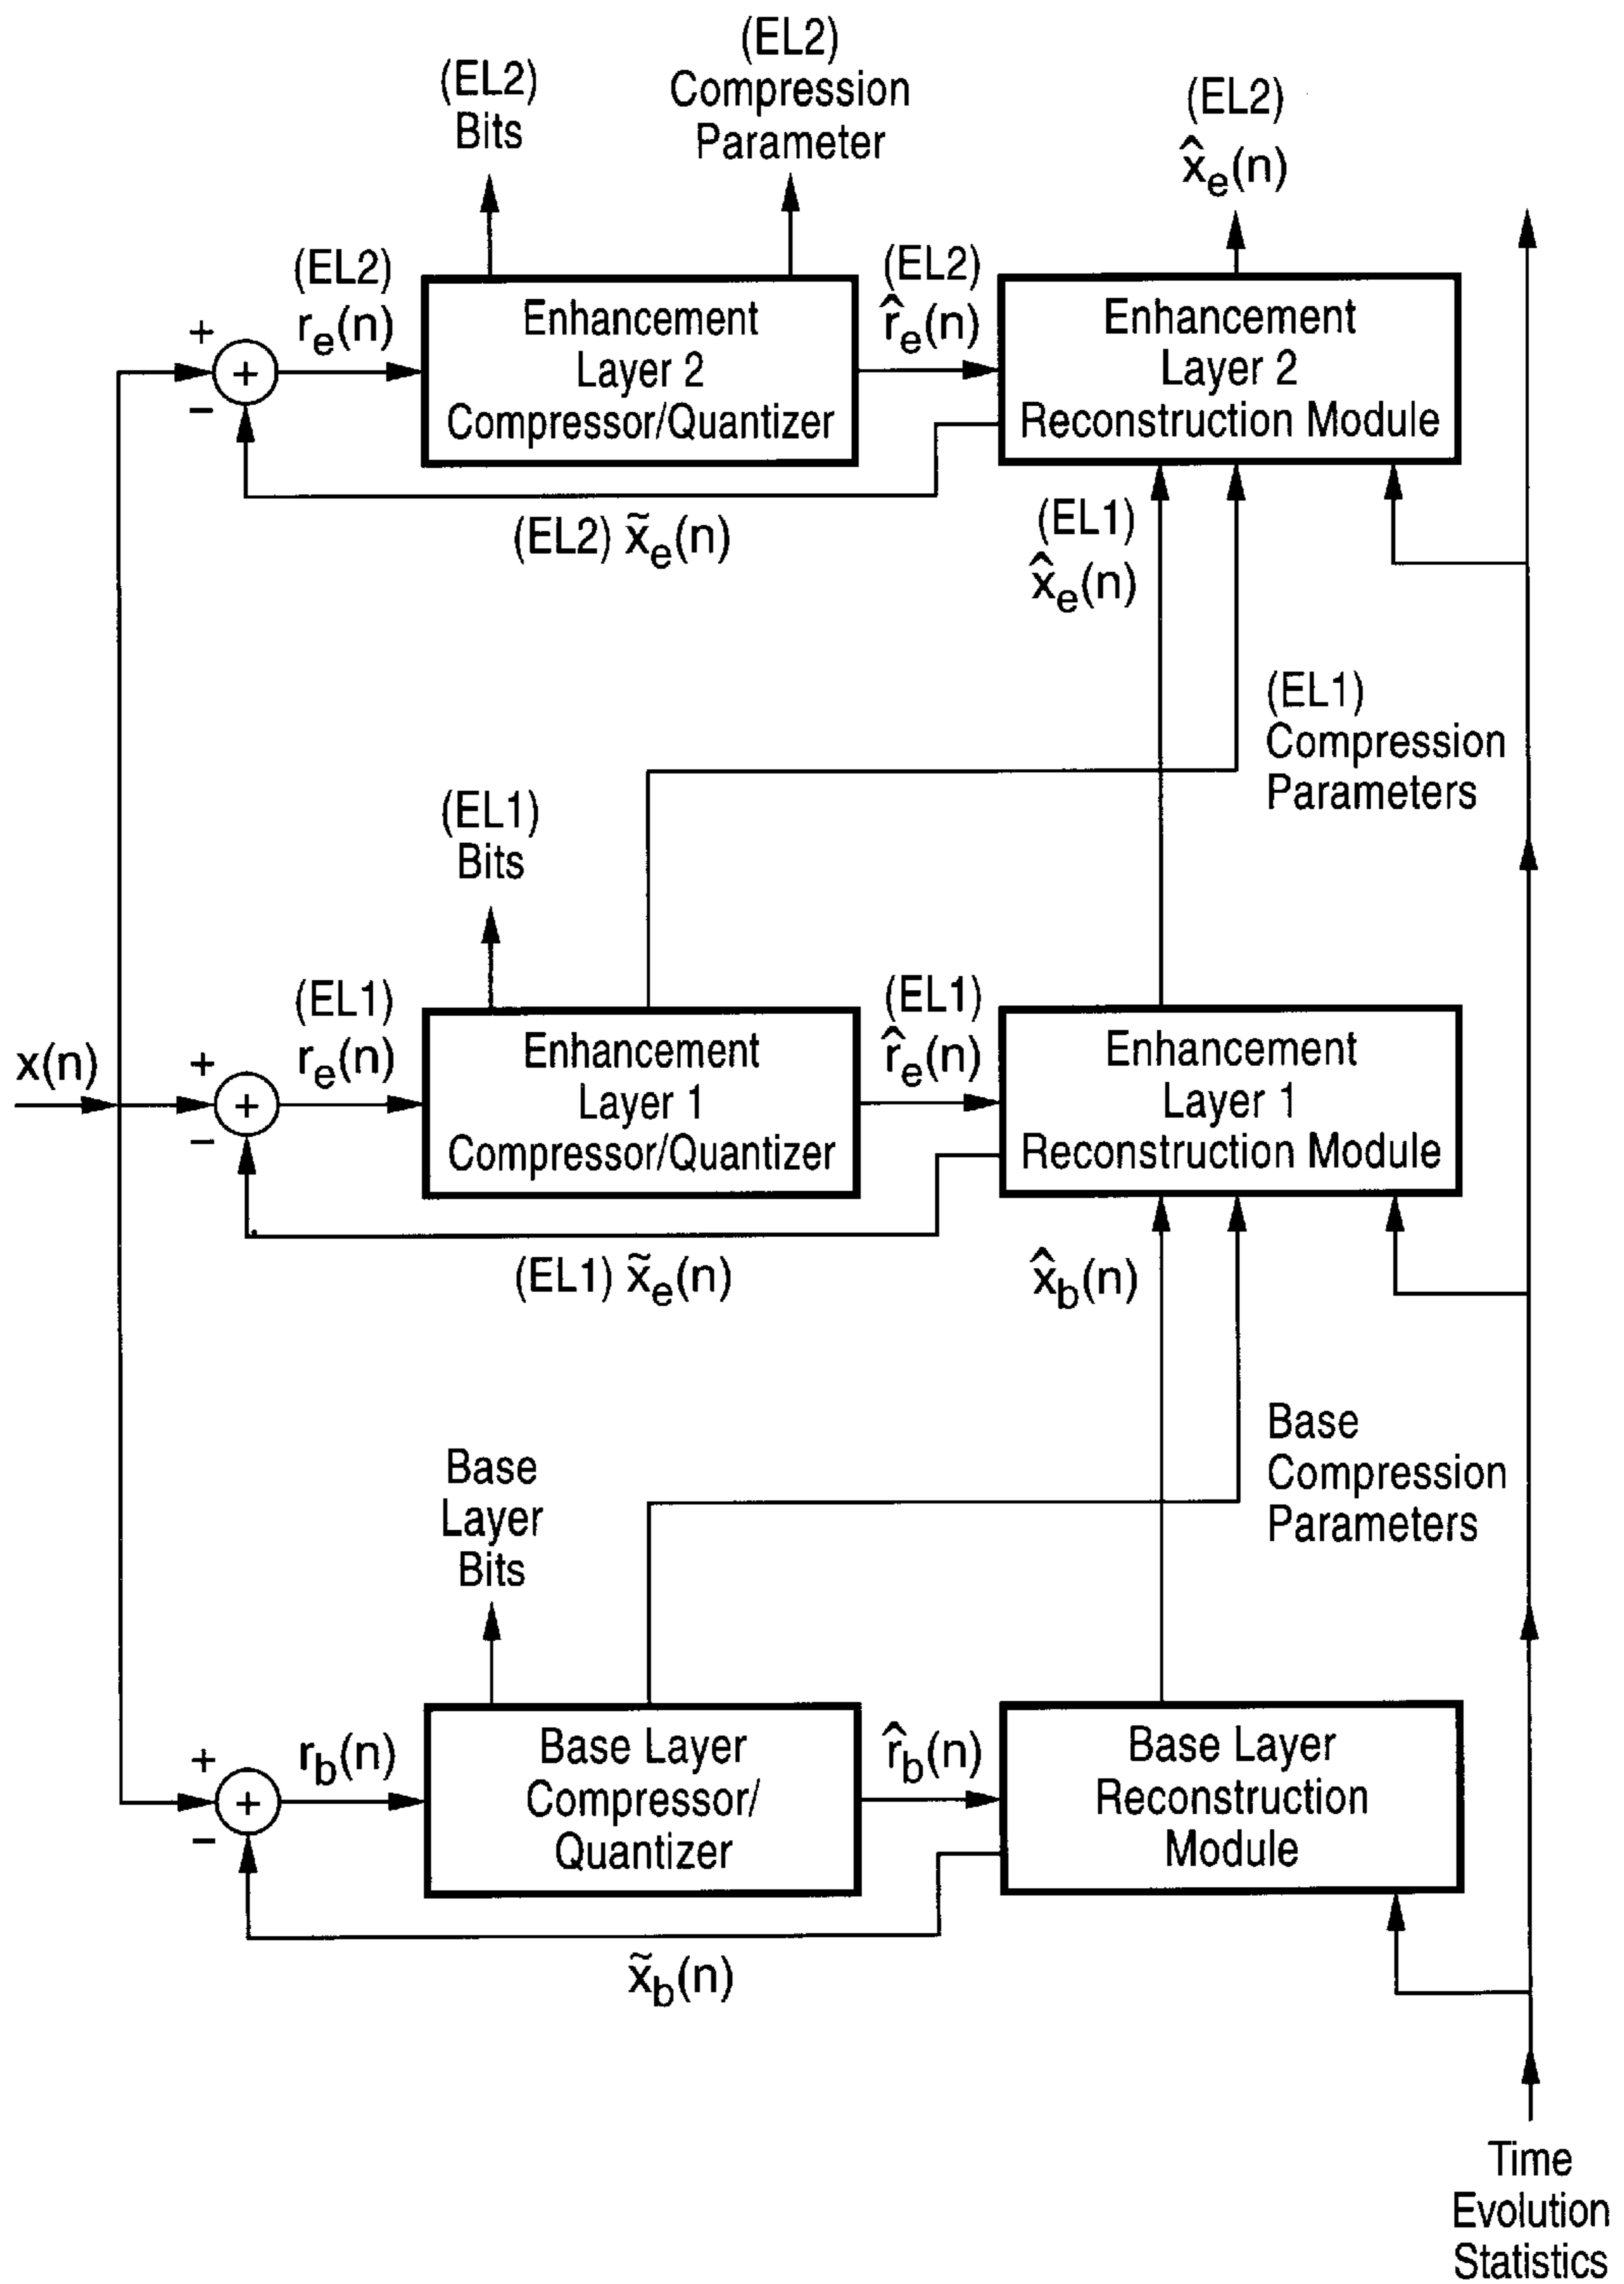 (EL2)
Bits
(EL2)
Compression
Parameter
(EL2)
x̂e(n)
(EL2)
re(n)
+
+
−
Enhancement
Layer 2
Compressor/Quantizer
(EL2)
r̂e(n)
Enhancement
Layer 2
Reconstruction Module
(EL2) x̃e(n)
(EL1)
x̂e(n)
(EL1)
Compression
Parameters
(EL1)
Bits
x(n)
+
+
−
(EL1)
re(n)
Enhancement
Layer 1
Compressor/Quantizer
(EL1)
r̂e(n)
Enhancement
Layer 1
Reconstruction Module
(EL1) x̃e(n)
x̂b(n)
Base
Compression
Parameters
Base
Layer
Bits
+
+
−
rb(n)
Base Layer
Compressor/
Quantizer
r̂b(n)
Base Layer
Reconstruction
Module
x̃b(n)
Time
Evolution
Statistics